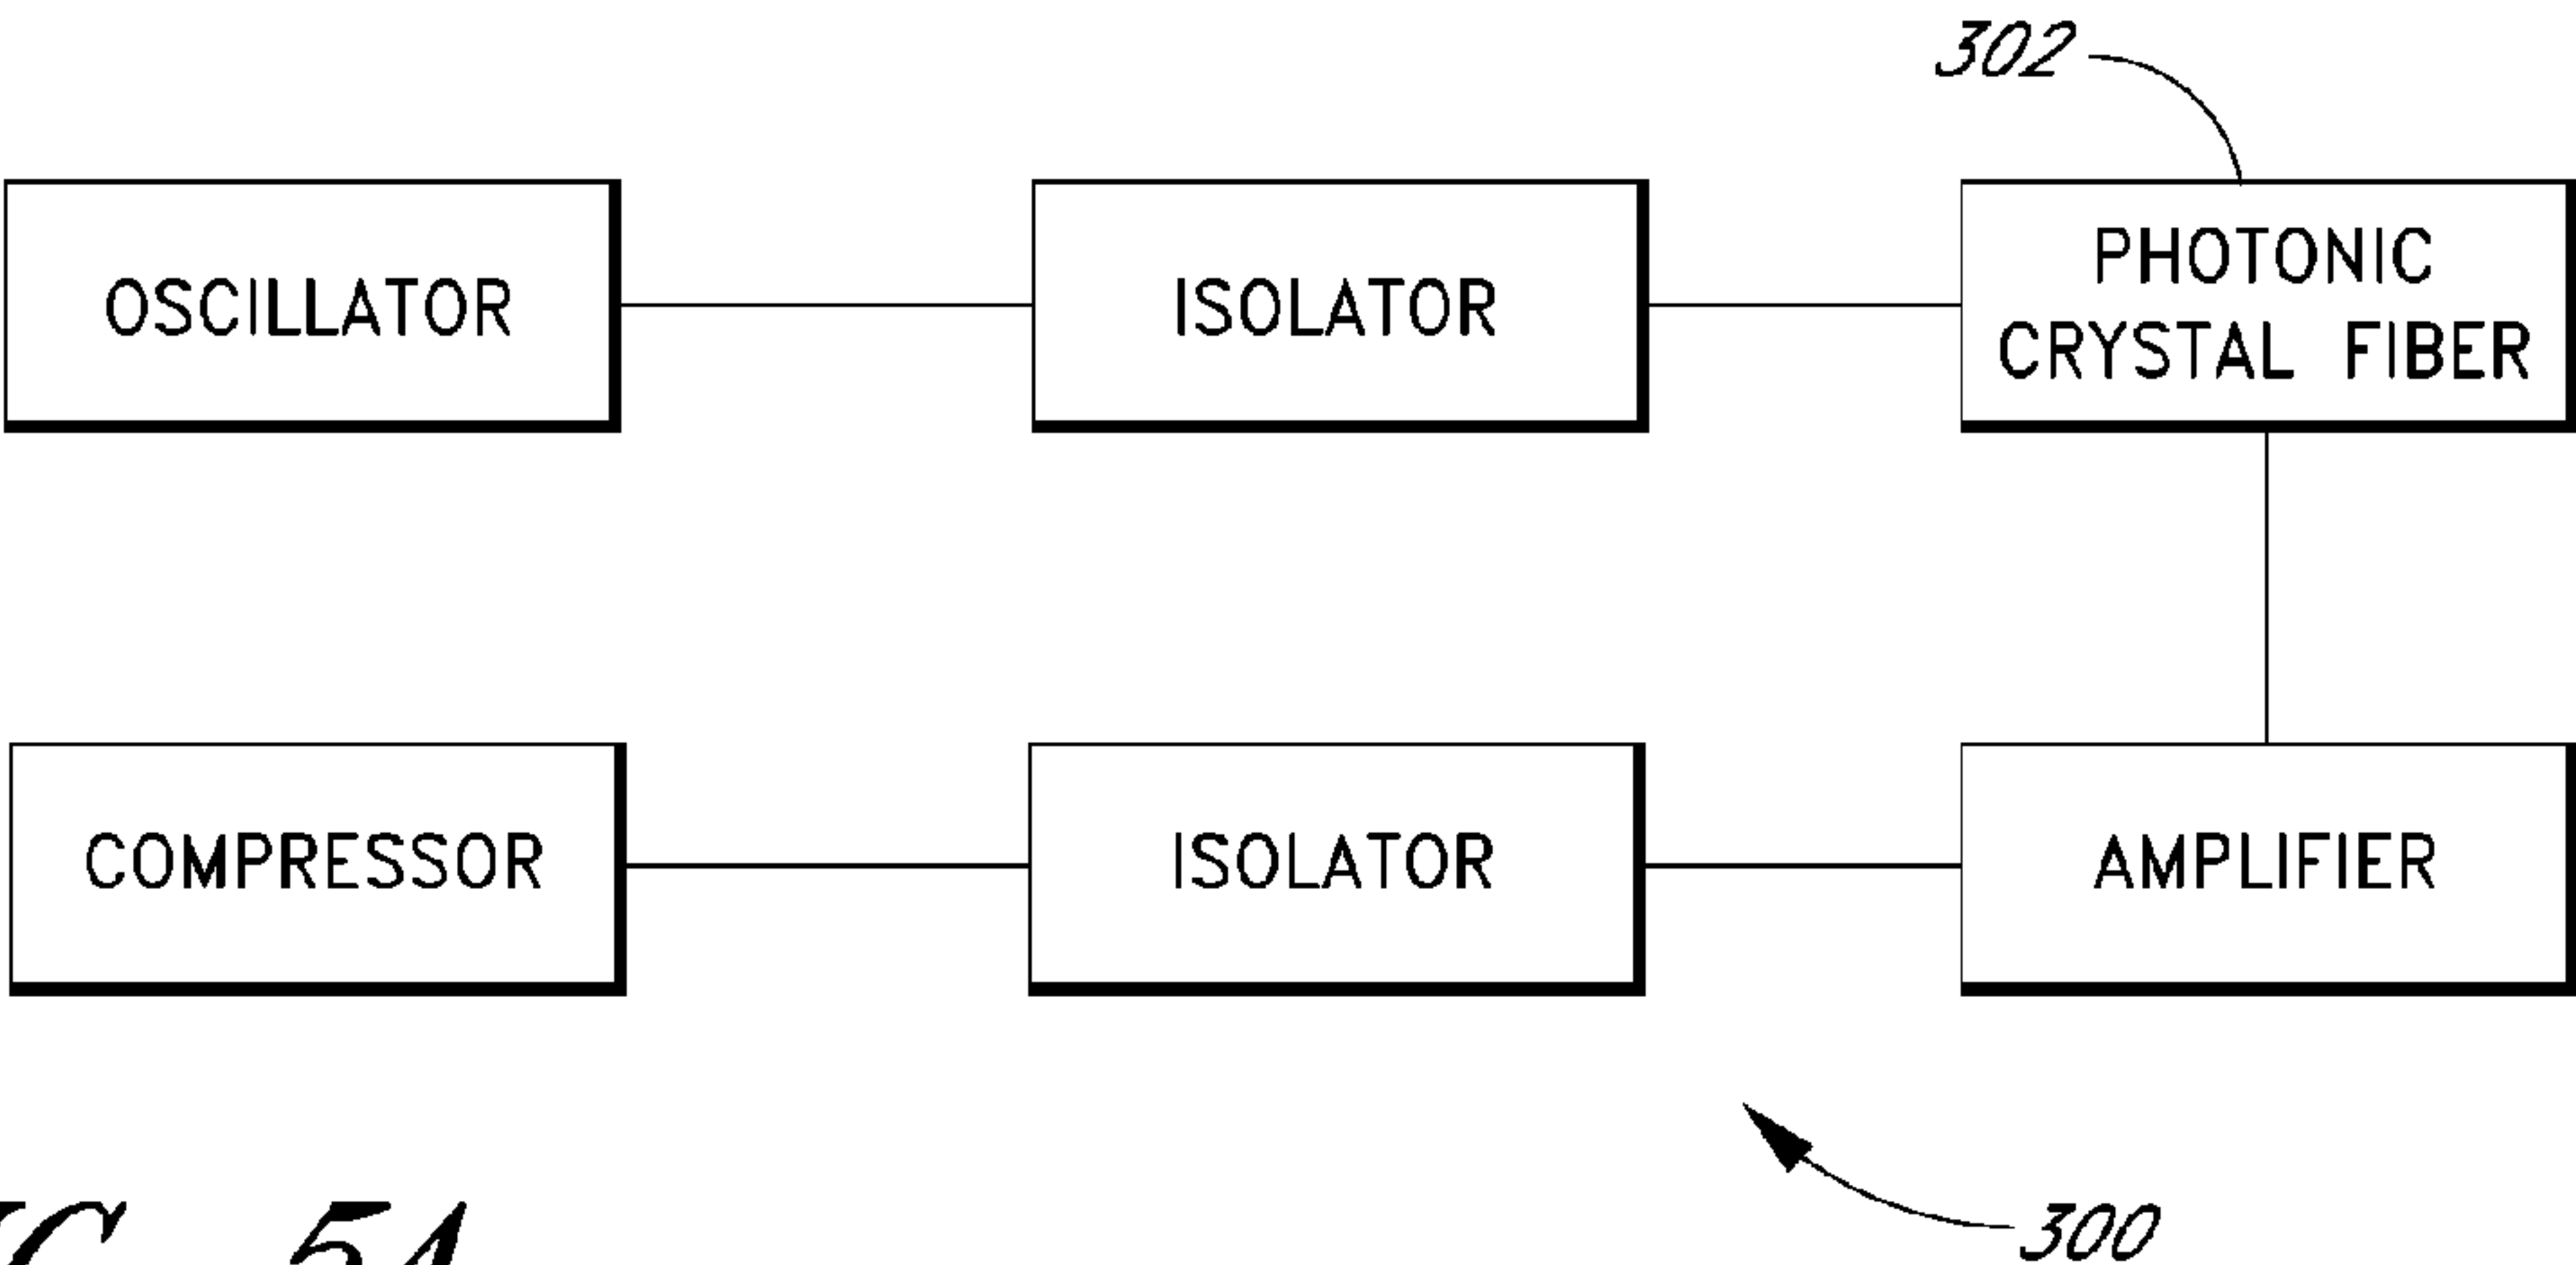 302
OSCILLATOR
ISOLATOR
PHOTONIC
CRYSTAL FIBER
COMPRESSOR
ISOLATOR
AMPLIFIER
300